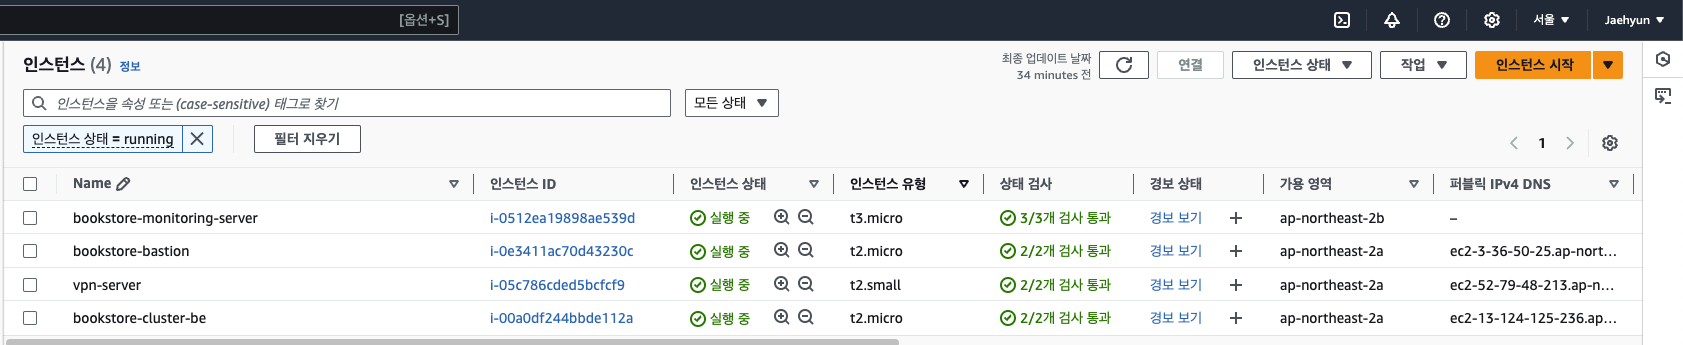 [옵션+S] 서울 Jaehyun
인스턴스 (4) 정보
최종 업데이트 날짜
34 minutes 전
연결 인스턴스 상태 작업 인스턴스 시작
인스턴스을 속성 또는 (case-sensitive) 태그로 찾기 모든 상태
인스턴스 상태 = running 필터 지우기
1
Name 인스턴스 ID 인스턴스 상태 인스턴스 유형 상태 검사 경보 상태 가용 영역 퍼블릭 IPv4 DNS
bookstore-monitoring-server i-0512ea19898ae539d 실행 중 t3.micro 3/3개 검사 통과 경보 보기 + ap-northeast-2b –
bookstore-bastion i-0e3411ac70d43230c 실행 중 t2.micro 2/2개 검사 통과 경보 보기 + ap-northeast-2a ec2-3-36-50-25.ap-nort...
vpn-server i-05c786cded5bcfcf9 실행 중 t2.small 2/2개 검사 통과 경보 보기 + ap-northeast-2a ec2-52-79-48-213.ap-n...
bookstore-cluster-be i-00a0df244bbde112a 실행 중 t2.micro 2/2개 검사 통과 경보 보기 + ap-northeast-2a ec2-13-124-125-236.ap...